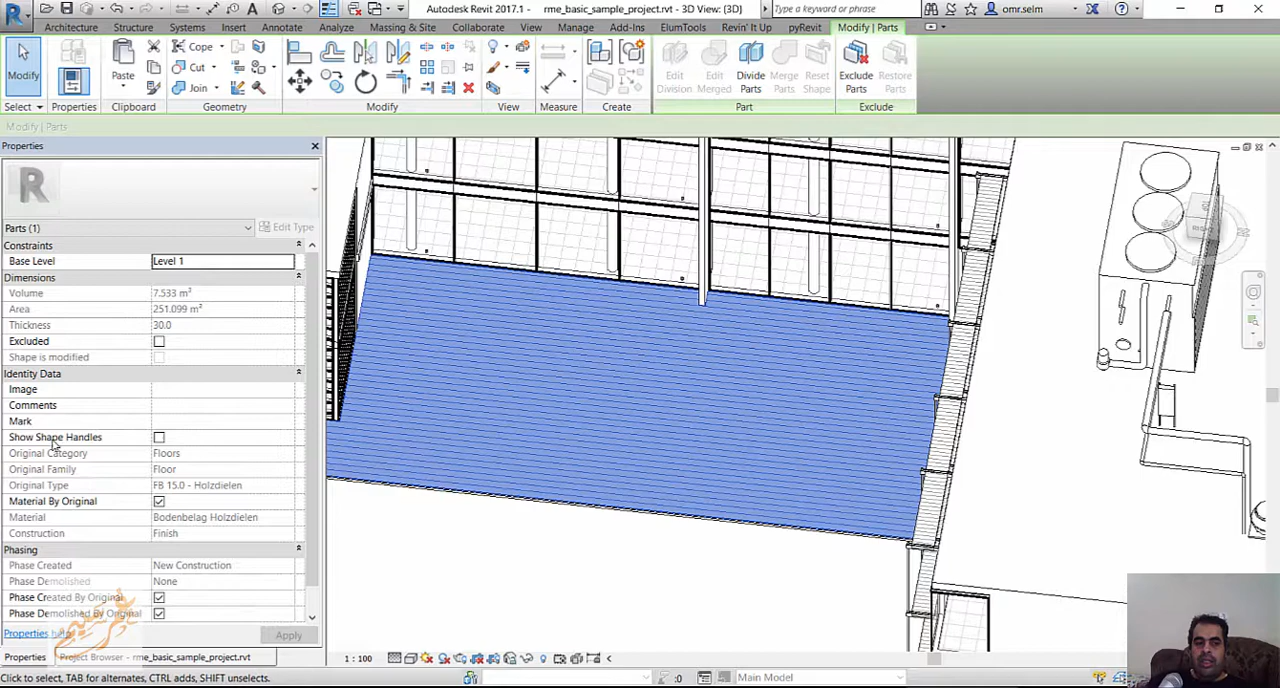 Autodesk Revit 2017.1 - rme_basic_sample_project.rvt - 3D View: {3D}
Type a keyword or phrase
omr.selm
Architecture Structure Systems Insert Annotate Analyze Massing & Site Collaborate View Manage Add-Ins ElumTools Revin' It Up pyRevit Modify | Parts
Modify
Paste
Cope
Cut
Join
Edit Division
Edit Merged
Divide Parts
Merge Parts
Reset Shape
Exclude Parts
Restore Parts
Select Properties Clipboard Geometry Modify View Measure Create Part Exclude
Modify | Parts
Properties
R
Parts (1) Edit Type
Constraints
Base Level Level 1
Dimensions
Volume 7.533 m³
Area 251.099 m²
Thickness 30.0
Excluded
Shape is modified
Identity Data
Image
Comments
Mark
Show Shape Handles
Original Category Floors
Original Family Floor
Original Type FB 15.0 - Holzdielen
Material By Original
Material Bodenbelag Holzdielen
Construction Finish
Phasing
Phase Created New Construction
Phase Demolished None
Phase Created By Original
Phase Demolished By Original
Properties help Apply
Properties Project Browser - rme_basic_sample_project.rvt
1 : 100
Click to select, TAB for alternates, CTRL adds, SHIFT unselects.
:0
Main Model